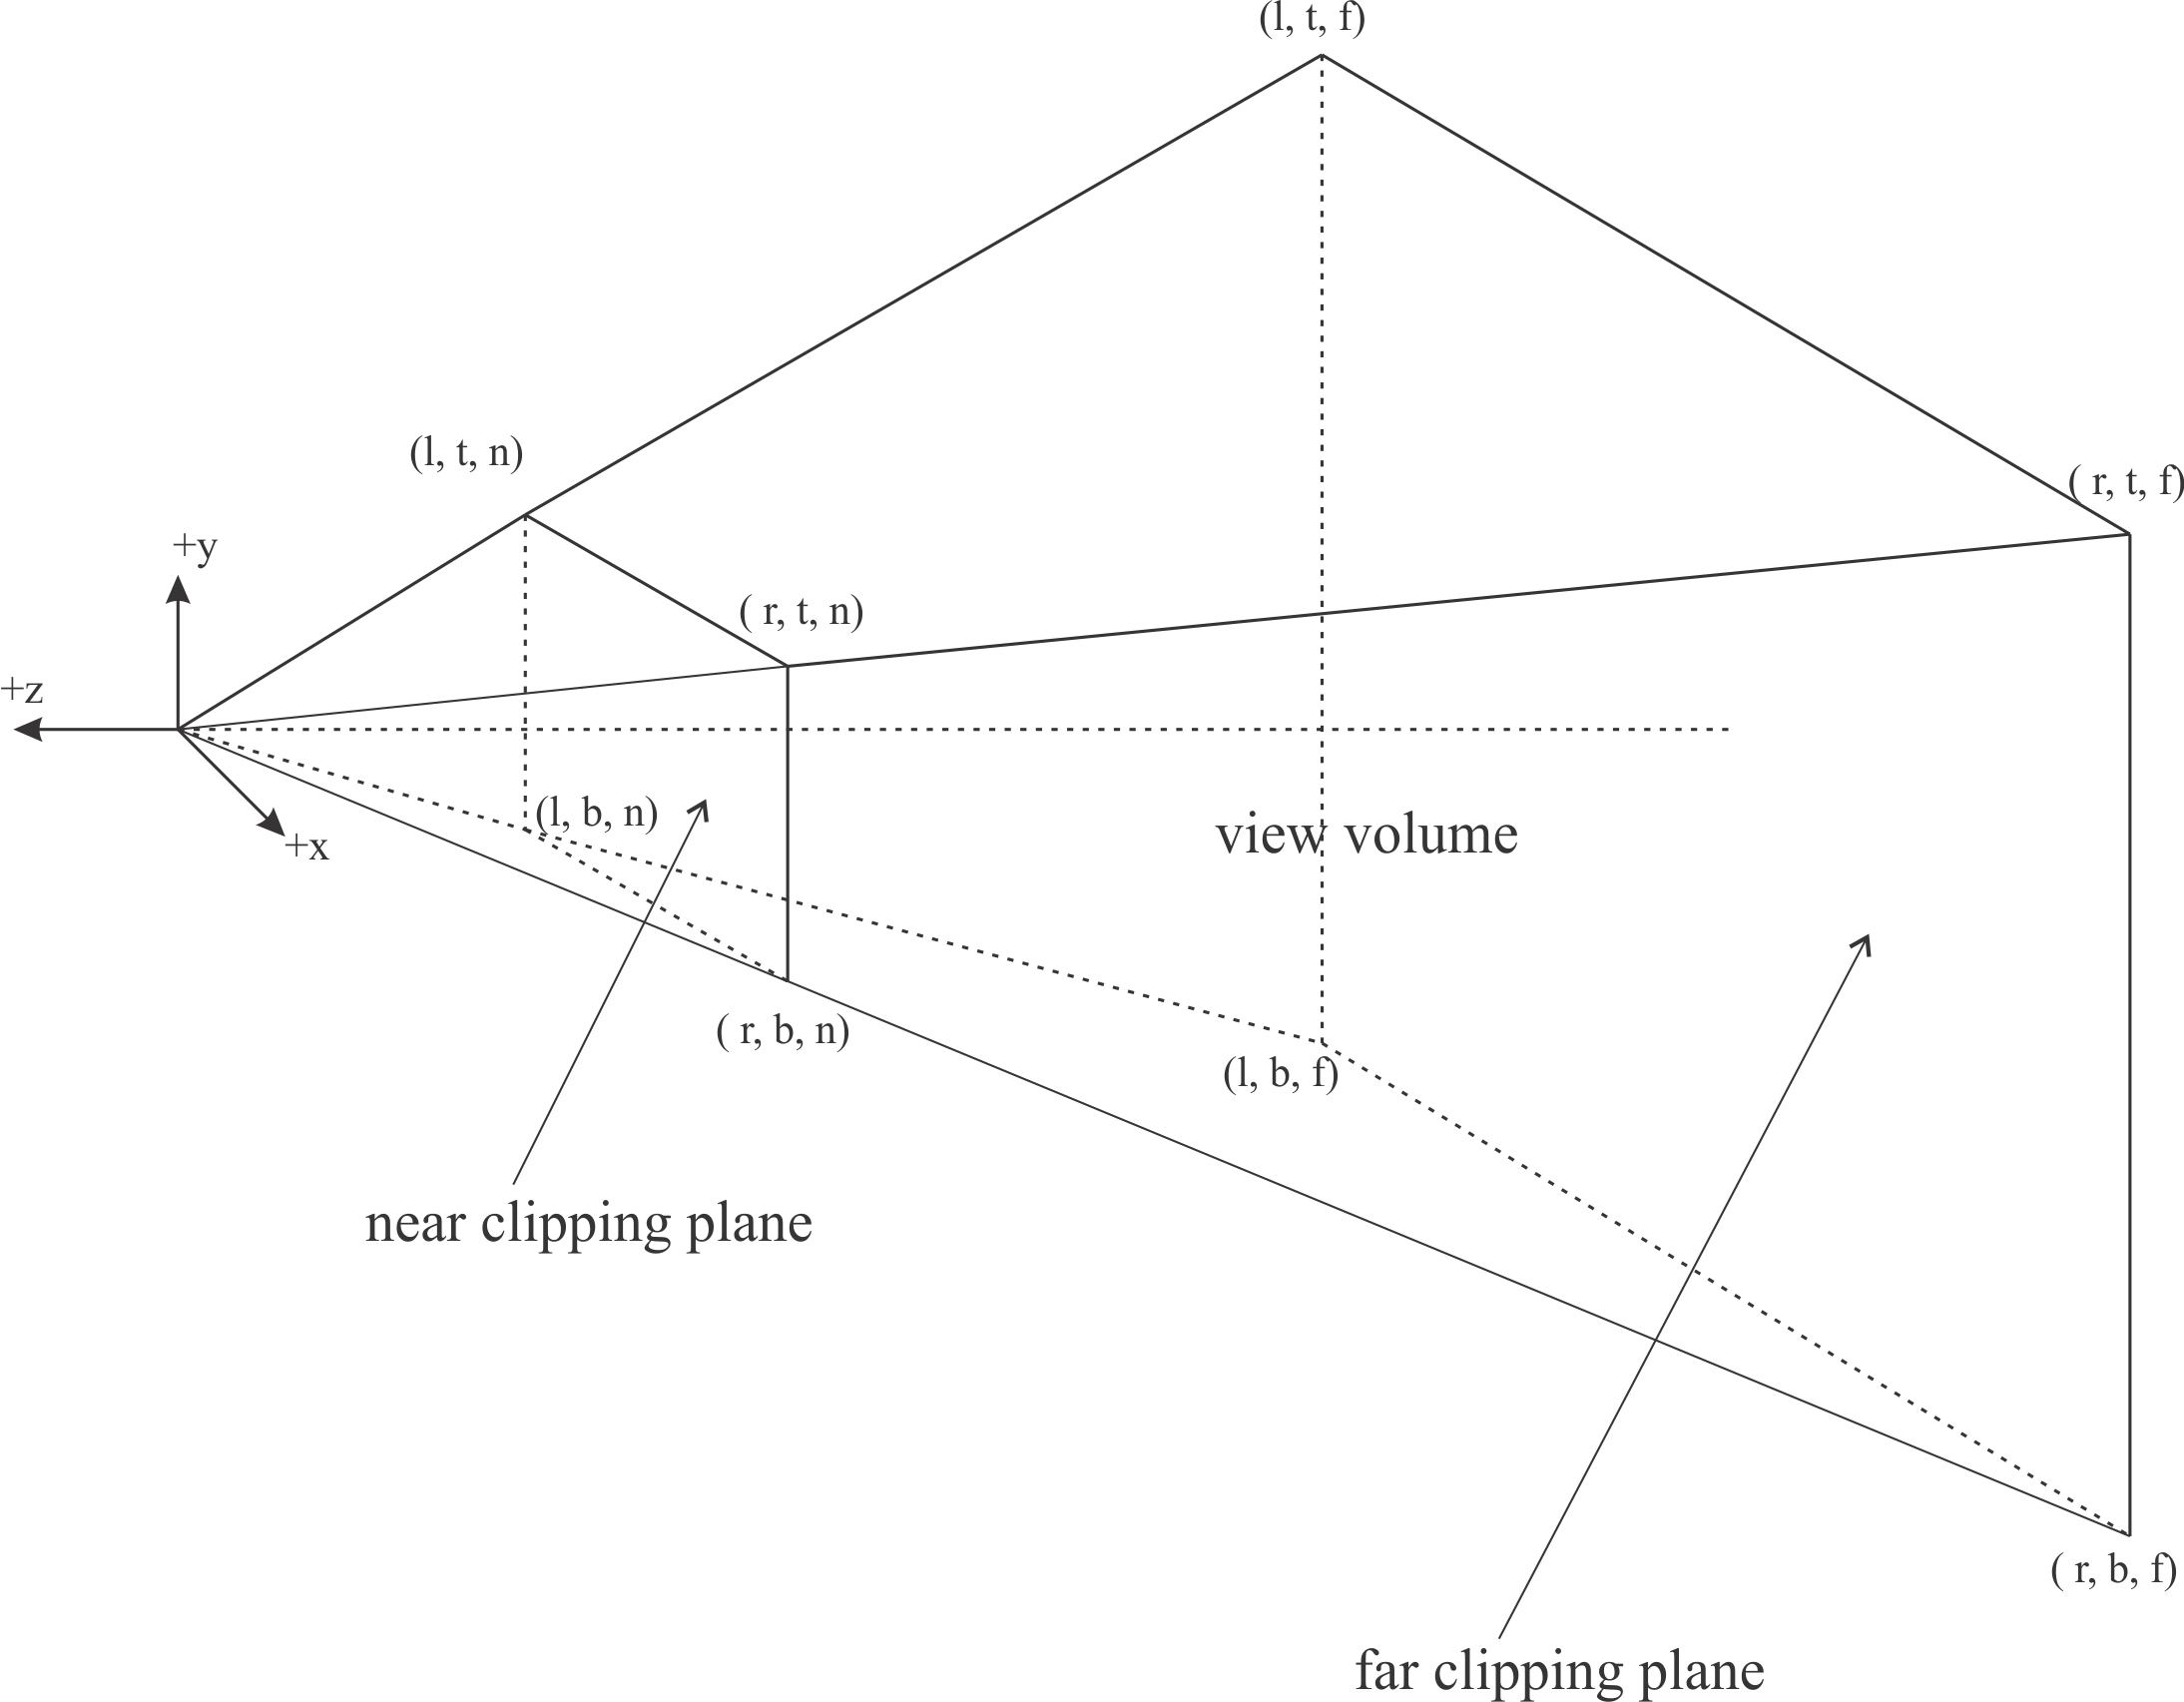 (l, t, f)
(l, t, n)
( r, t, f)
+y
( r, t, n)
+z
(l, b, n)
+x
view volume
( r, b, n)
(l, b, f)
near clipping plane
( r, b, f)
far clipping plane